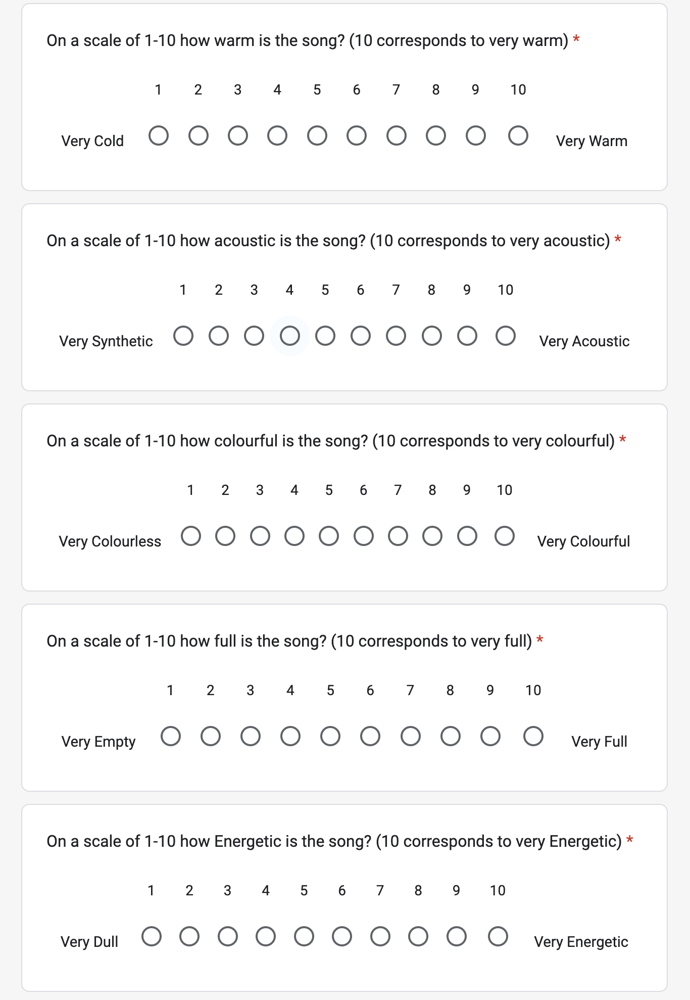 On a scale of 1-10 how warm is the song? (10 corresponds to very warm) *
1 2 3 4 5 6 7 8 9 10
Very Cold Very Warm
On a scale of 1-10 how acoustic is the song? (10 corresponds to very acoustic) *
1 2 3 4 5 6 7 8 9 10
Very Synthetic Very Acoustic
On a scale of 1-10 how colourful is the song? (10 corresponds to very colourful) *
1 2 3 4 5 6 7 8 9 10
Very Colourless Very Colourful
On a scale of 1-10 how full is the song? (10 corresponds to very full) *
1 2 3 4 5 6 7 8 9 10
Very Empty Very Full
On a scale of 1-10 how Energetic is the song? (10 corresponds to very Energetic) *
1 2 3 4 5 6 7 8 9 10
Very Dull Very Energetic